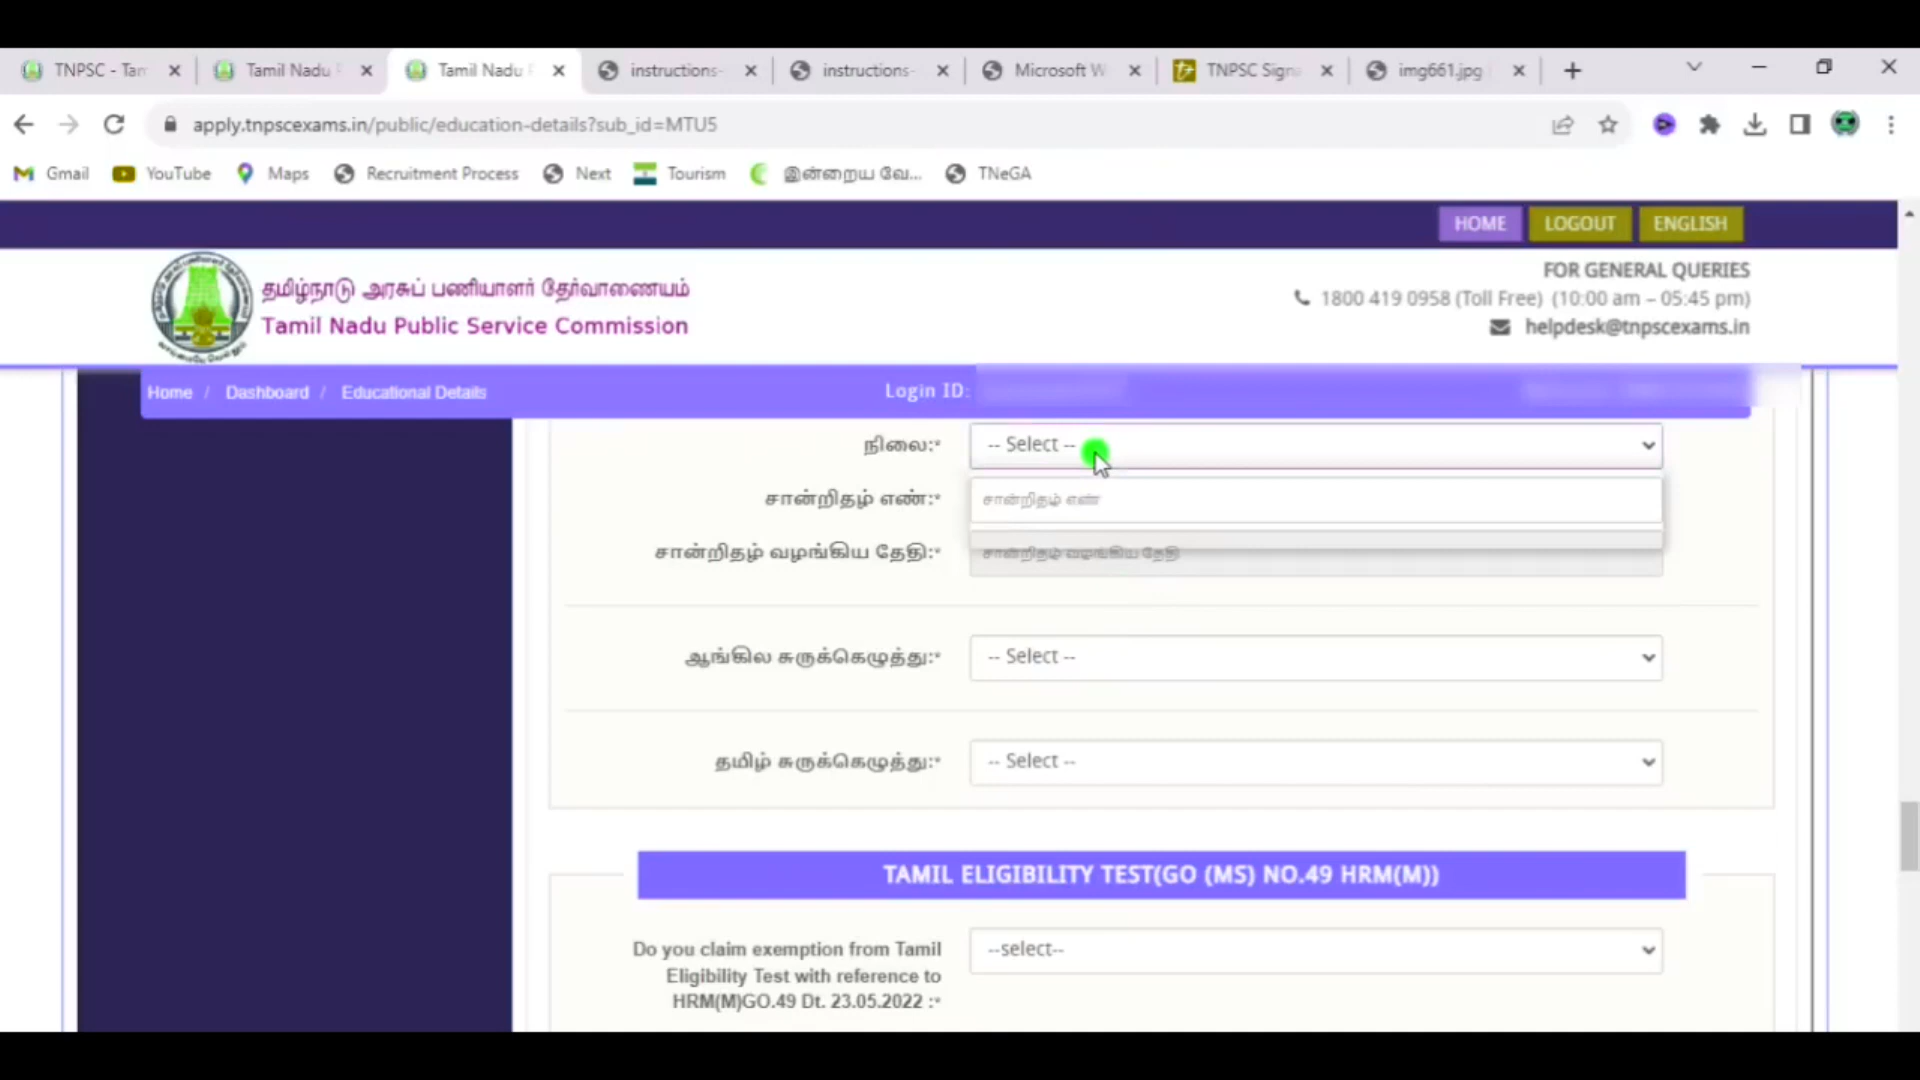 TNPSC - Tam
Tamil Nadu P
Tamil Nadu P
instructions-
instructions-
Microsoft W
TNPSC Signa
img661.jpg
apply.tnpscexams.in/public/education-details?sub_id=MTU5
Gmail YouTube Maps Recruitment Process Next Tourism இன்றைய வே... TNeGA
HOME LOGOUT ENGLISH
தமிழ்நாடு அரசுப் பணியாளர் தேர்வாணையம்
Tamil Nadu Public Service Commission
FOR GENERAL QUERIES
1800 419 0958 (Toll Free) (10:00 am – 05:45 pm)
helpdesk@tnpscexams.in
Home / Dashboard / Educational Details
Login ID:
நிலை:* -- Select --
சான்றிதழ் எண்:* சான்றிதழ் எண்
சான்றிதழ் வழங்கிய தேதி:* சான்றிதழ் வழங்கிய தேதி
ஆங்கில சுருக்கெழுத்து:* -- Select --
தமிழ் சுருக்கெழுத்து:* -- Select --
TAMIL ELIGIBILITY TEST(GO (MS) NO.49 HRM(M))
Do you claim exemption from Tamil --select--
Eligibility Test with reference to
HRM(M)GO.49 Dt. 23.05.2022 :*